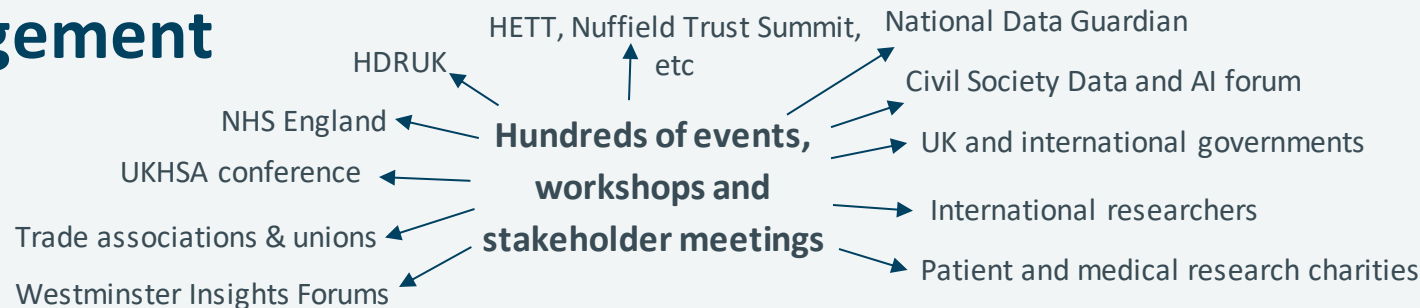 gement
HETT, Nuffield Trust Summit,
etc
National Data Guardian
HDRUK
Civil Society Data and AI forum
NHS England
Hundreds of events,
workshops and
stakeholder meetings
UK and international governments
UKHSA conference
International researchers
Trade associations & unions
Patient and medical research charities
Westminster Insights Forums